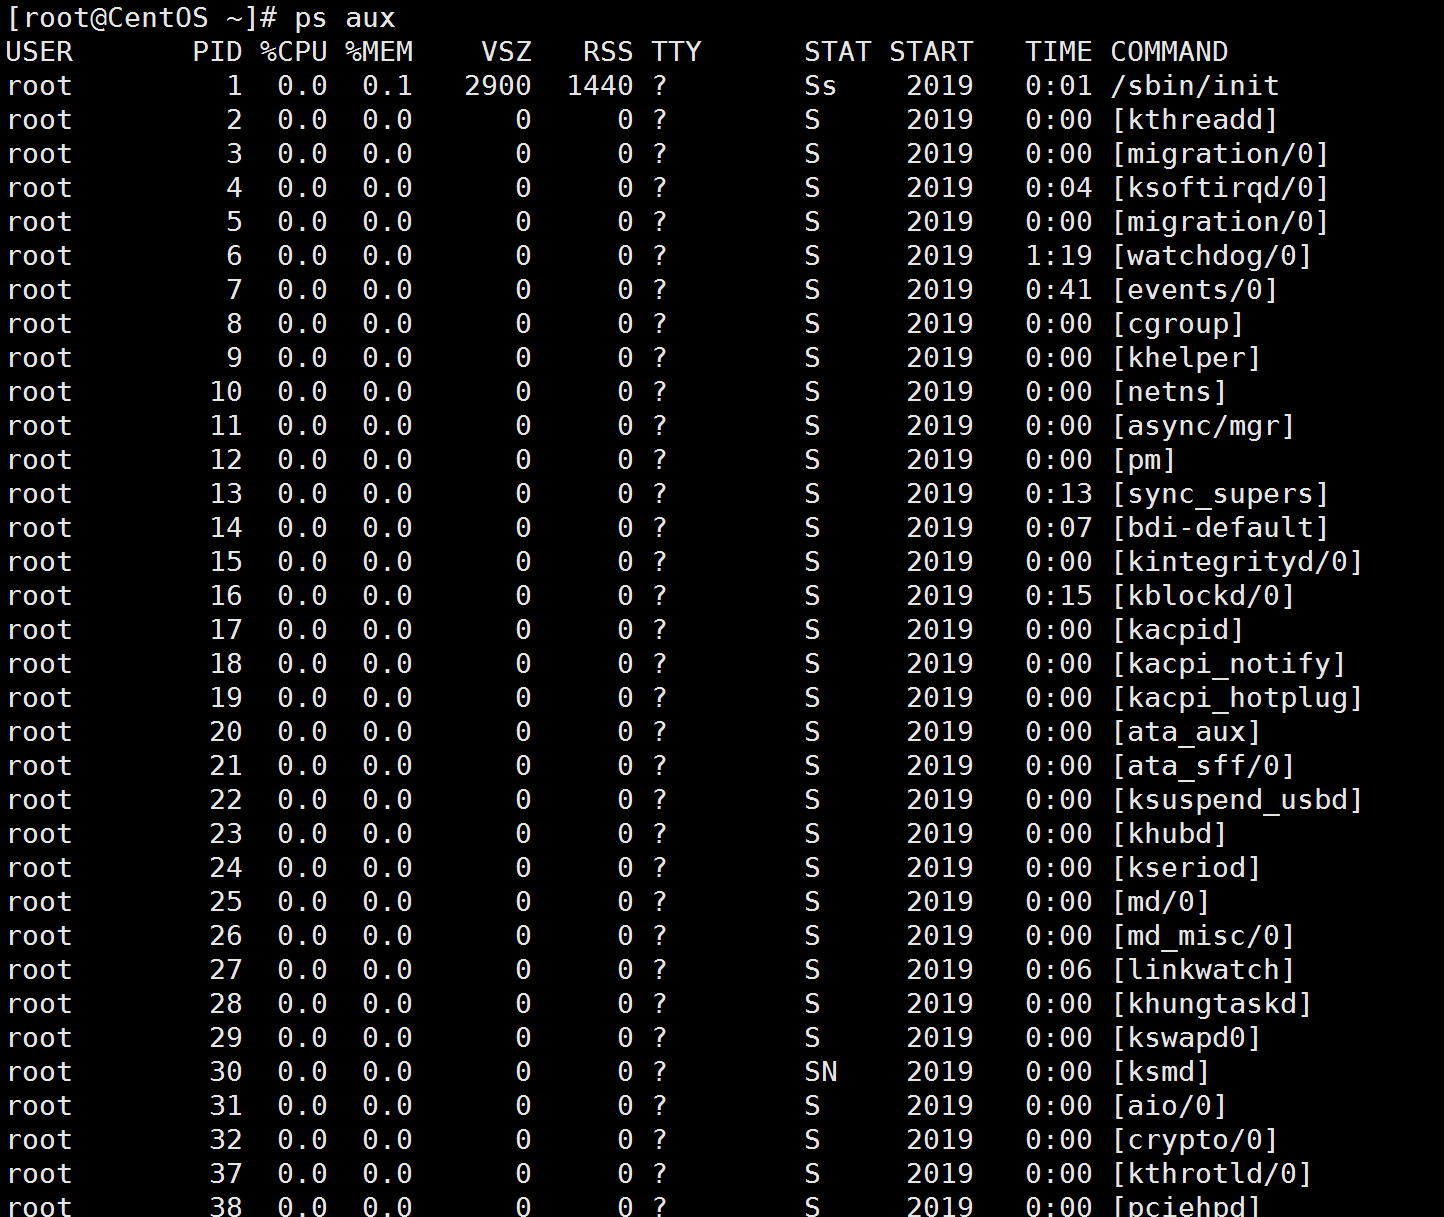 [root@CentOS ~]# ps aux
USER       PID %CPU %MEM    VSZ   RSS TTY      STAT START   TIME COMMAND
root         1  0.0  0.1   2900  1440 ?        Ss    2019   0:01 /sbin/init
root         2  0.0  0.0      0     0 ?        S     2019   0:00 [kthreadd]
root         3  0.0  0.0      0     0 ?        S     2019   0:00 [migration/0]
root         4  0.0  0.0      0     0 ?        S     2019   0:04 [ksoftirqd/0]
root         5  0.0  0.0      0     0 ?        S     2019   0:00 [migration/0]
root         6  0.0  0.0      0     0 ?        S     2019   1:19 [watchdog/0]
root         7  0.0  0.0      0     0 ?        S     2019   0:41 [events/0]
root         8  0.0  0.0      0     0 ?        S     2019   0:00 [cgroup]
root         9  0.0  0.0      0     0 ?        S     2019   0:00 [khelper]
root        10  0.0  0.0      0     0 ?        S     2019   0:00 [netns]
root        11  0.0  0.0      0     0 ?        S     2019   0:00 [async/mgr]
root        12  0.0  0.0      0     0 ?        S     2019   0:00 [pm]
root        13  0.0  0.0      0     0 ?        S     2019   0:13 [sync_supers]
root        14  0.0  0.0      0     0 ?        S     2019   0:07 [bdi-default]
root        15  0.0  0.0      0     0 ?        S     2019   0:00 [kintegrityd/0]
root        16  0.0  0.0      0     0 ?        S     2019   0:15 [kblockd/0]
root        17  0.0  0.0      0     0 ?        S     2019   0:00 [kacpid]
root        18  0.0  0.0      0     0 ?        S     2019   0:00 [kacpi_notify]
root        19  0.0  0.0      0     0 ?        S     2019   0:00 [kacpi_hotplug]
root        20  0.0  0.0      0     0 ?        S     2019   0:00 [ata_aux]
root        21  0.0  0.0      0     0 ?        S     2019   0:00 [ata_sff/0]
root        22  0.0  0.0      0     0 ?        S     2019   0:00 [ksuspend_usbd]
root        23  0.0  0.0      0     0 ?        S     2019   0:00 [khubd]
root        24  0.0  0.0      0     0 ?        S     2019   0:00 [kseriod]
root        25  0.0  0.0      0     0 ?        S     2019   0:00 [md/0]
root        26  0.0  0.0      0     0 ?        S     2019   0:00 [md_misc/0]
root        27  0.0  0.0      0     0 ?        S     2019   0:06 [linkwatch]
root        28  0.0  0.0      0     0 ?        S     2019   0:00 [khungtaskd]
root        29  0.0  0.0      0     0 ?        S     2019   0:00 [kswapd0]
root        30  0.0  0.0      0     0 ?        SN    2019   0:00 [ksmd]
root        31  0.0  0.0      0     0 ?        S     2019   0:00 [aio/0]
root        32  0.0  0.0      0     0 ?        S     2019   0:00 [crypto/0]
root        37  0.0  0.0      0     0 ?        S     2019   0:00 [kthrotld/0]
root        38  0.0  0.0      0     0 ?        S     2019   0:00 [pciehpd]